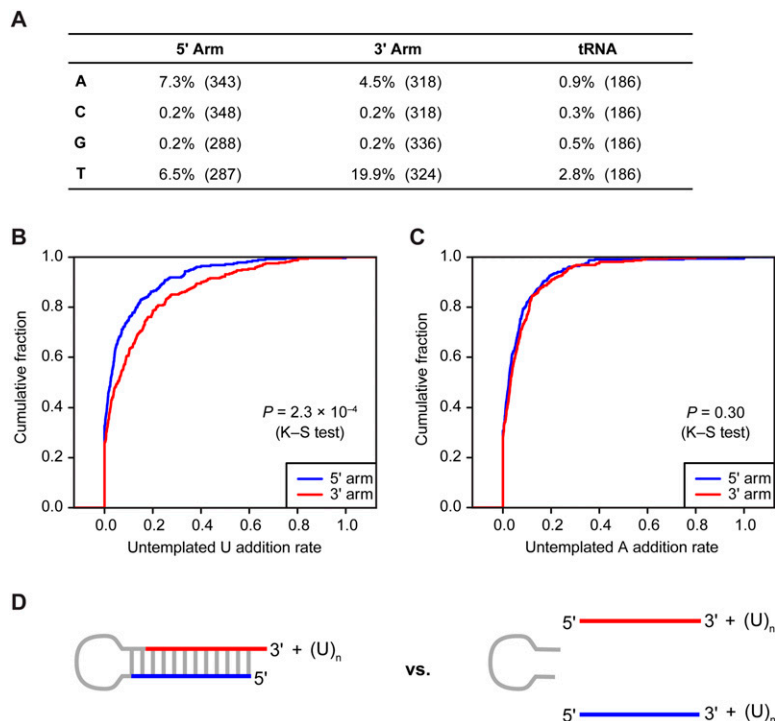 A
5' Arm 3' Arm tRNA
A 7.3% (343) 4.5% (318) 0.9% (186)
C 0.2% (348) 0.2% (318) 0.3% (186)
G 0.2% (288) 0.2% (336) 0.5% (186)
T 6.5% (287) 19.9% (324) 2.8% (186)
B
Cumulative fraction
1.0
0.8
0.6
0.4
0.2
0.0
P = 2.3 × 10⁻⁴
(K–S test)
5' arm
3' arm
0.0 0.2 0.4 0.6 0.8 1.0
Untemplated U addition rate
C
Cumulative fraction
1.0
0.8
0.6
0.4
0.2
0.0
P = 0.30
(K–S test)
5' arm
3' arm
0.0 0.2 0.4 0.6 0.8 1.0
Untemplated A addition rate
D
3' + (U)n
5'
vs.
5' 3' + (U)n
5' 3' + (U)n